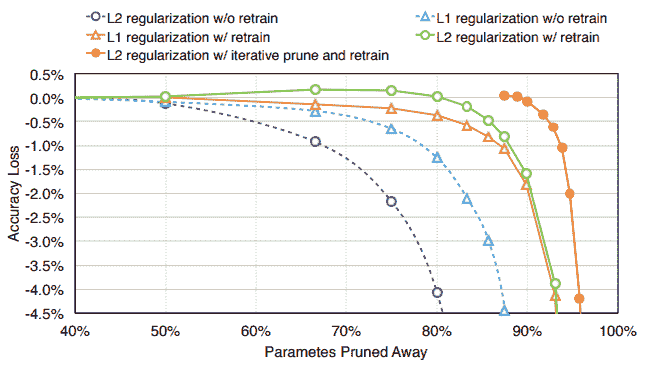 L2 regularization w/o retrain
L1 regularization w/o retrain
L1 regularization w/ retrain
L2 regularization w/ retrain
L2 regularization w/ iterative prune and retrain
0.5%
0.0%
-0.5%
-1.0%
-1.5%
-2.0%
-2.5%
-3.0%
-3.5%
-4.0%
-4.5%
Accuracy Loss
40%
50%
60%
70%
80%
90%
100%
Parametes Pruned Away